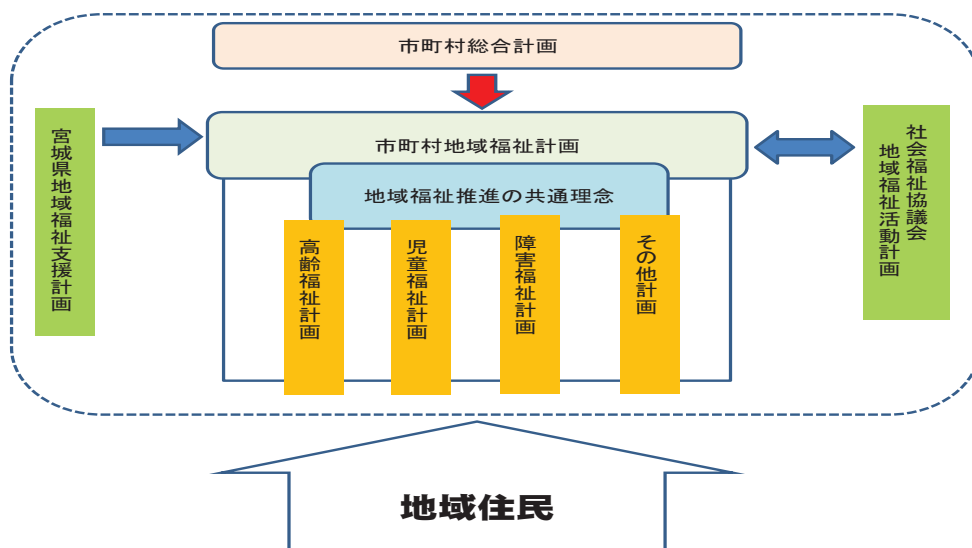 市町村総合計画
市町村地域福祉計画
地域福祉推進の共通理念
宮城県地域福祉支援計画
高齢福祉計画
児童福祉計画
障害福祉計画
その他計画
社会福祉協議会
地域福祉活動計画
地域住民